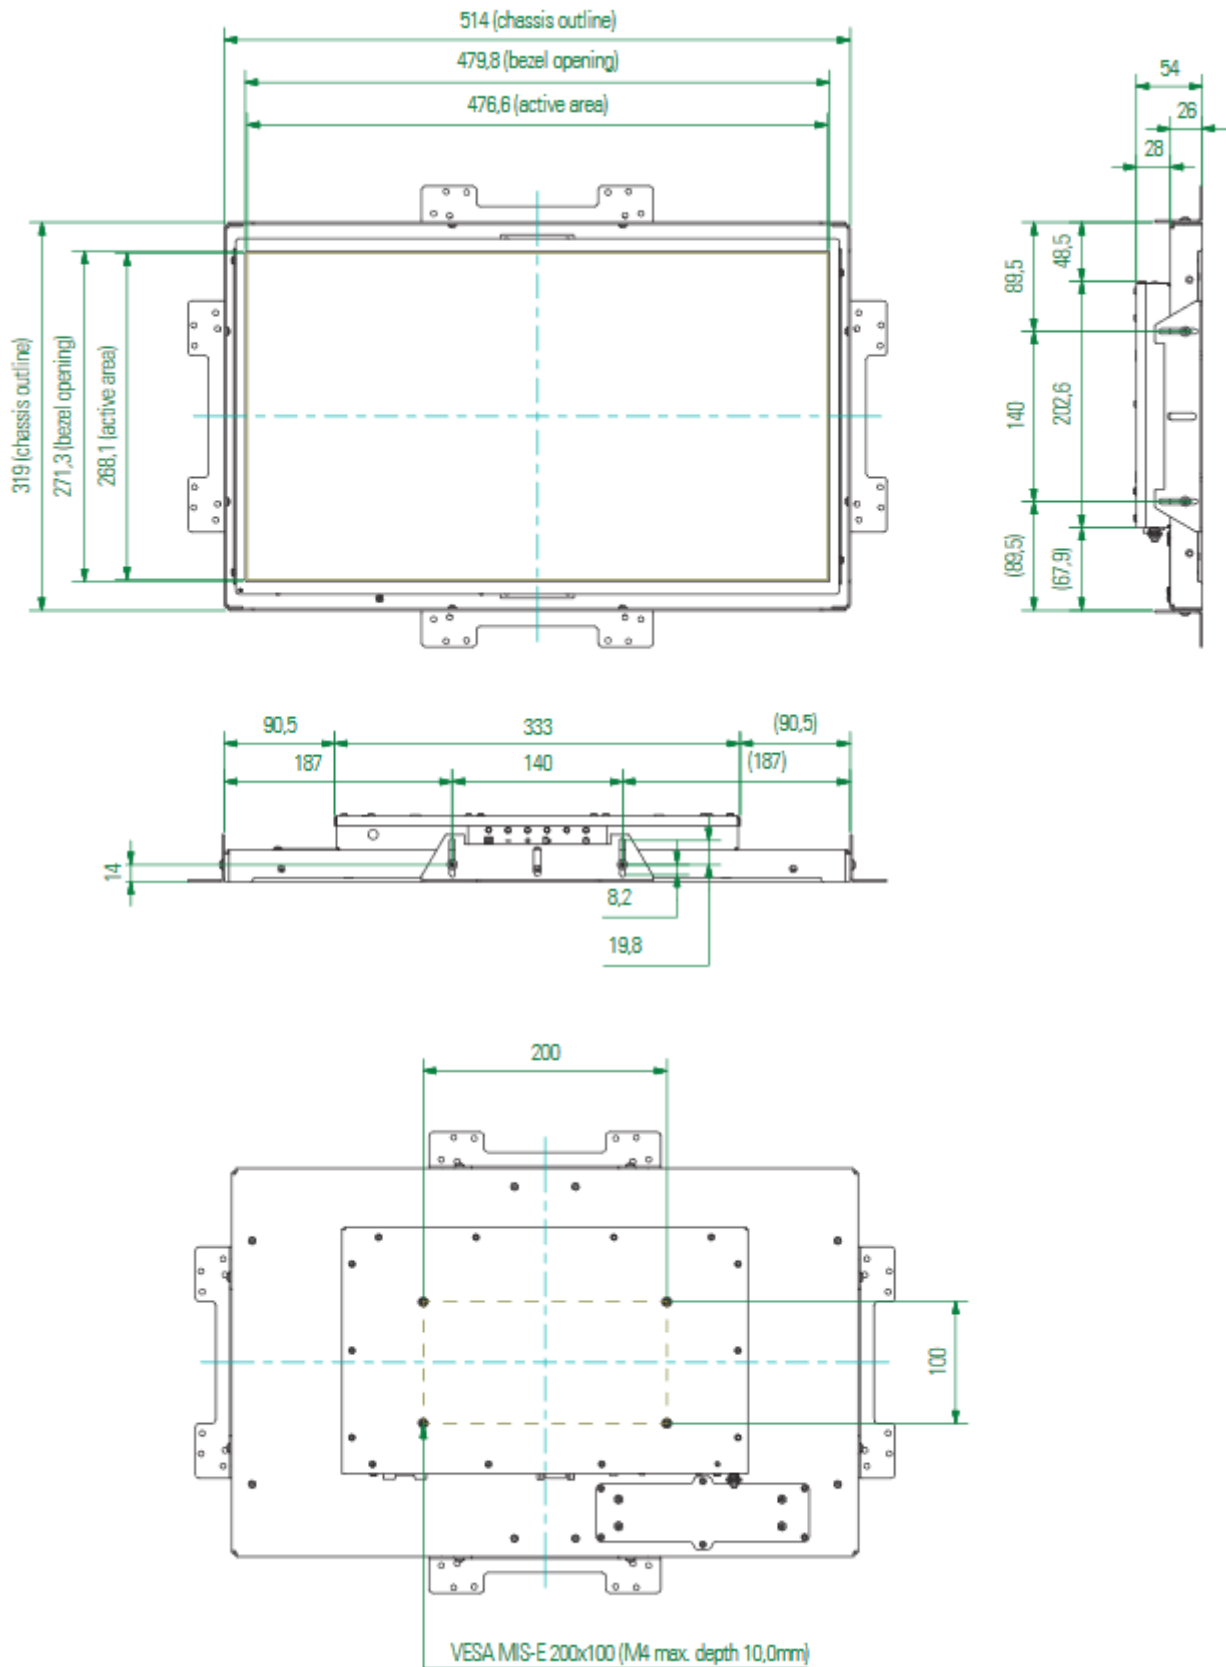 514 (chassis outline)
479,8 (bezel opening)
476,6 (active area)
54
26
28
319 (chassis outline)
271,3 (bezel opening)
268,1 (active area)
89,5
48,5
140
202,6
(89,5)
(67,9)
90,5
333
(90,5)
187
140
(187)
14
8,2
19,8
200
100
VESA MIS-E 200x100 (M4 max. depth 10,0mm)